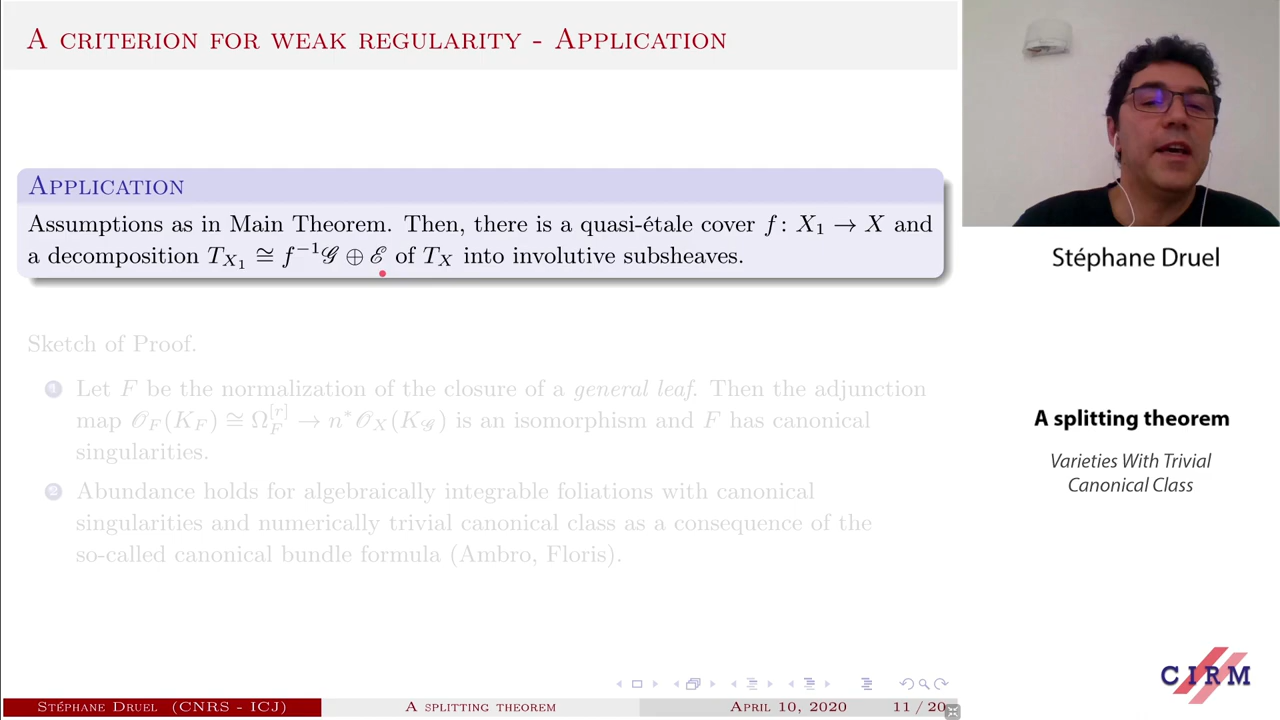 A criterion for weak regularity - Application
Application
Assumptions as in Main Theorem. Then, there is a quasi-étale cover f : X₁ → X and
a decomposition T_{X₁} ≅ f⁻¹𝒢 ⊕ ℰ of T_X into involutive subsheaves.
Sketch of Proof.
1 Let F be the normalization of the closure of a general leaf. Then the adjunction
map 𝒪_F(K_F) ≅ Ω_F^{[r]} → n*𝒪_X(K_𝒢) is an isomorphism and F has canonical
singularities.
2 Abundance holds for algebraically integrable foliations with canonical
singularities and numerically trivial canonical class as a consequence of the
so-called canonical bundle formula (Ambro, Floris).
Stéphane Druel (CNRS - ICJ)
A splitting theorem
April 10, 2020
11 / 20
Stéphane Druel
A splitting theorem
Varieties With Trivial
Canonical Class
CIRM